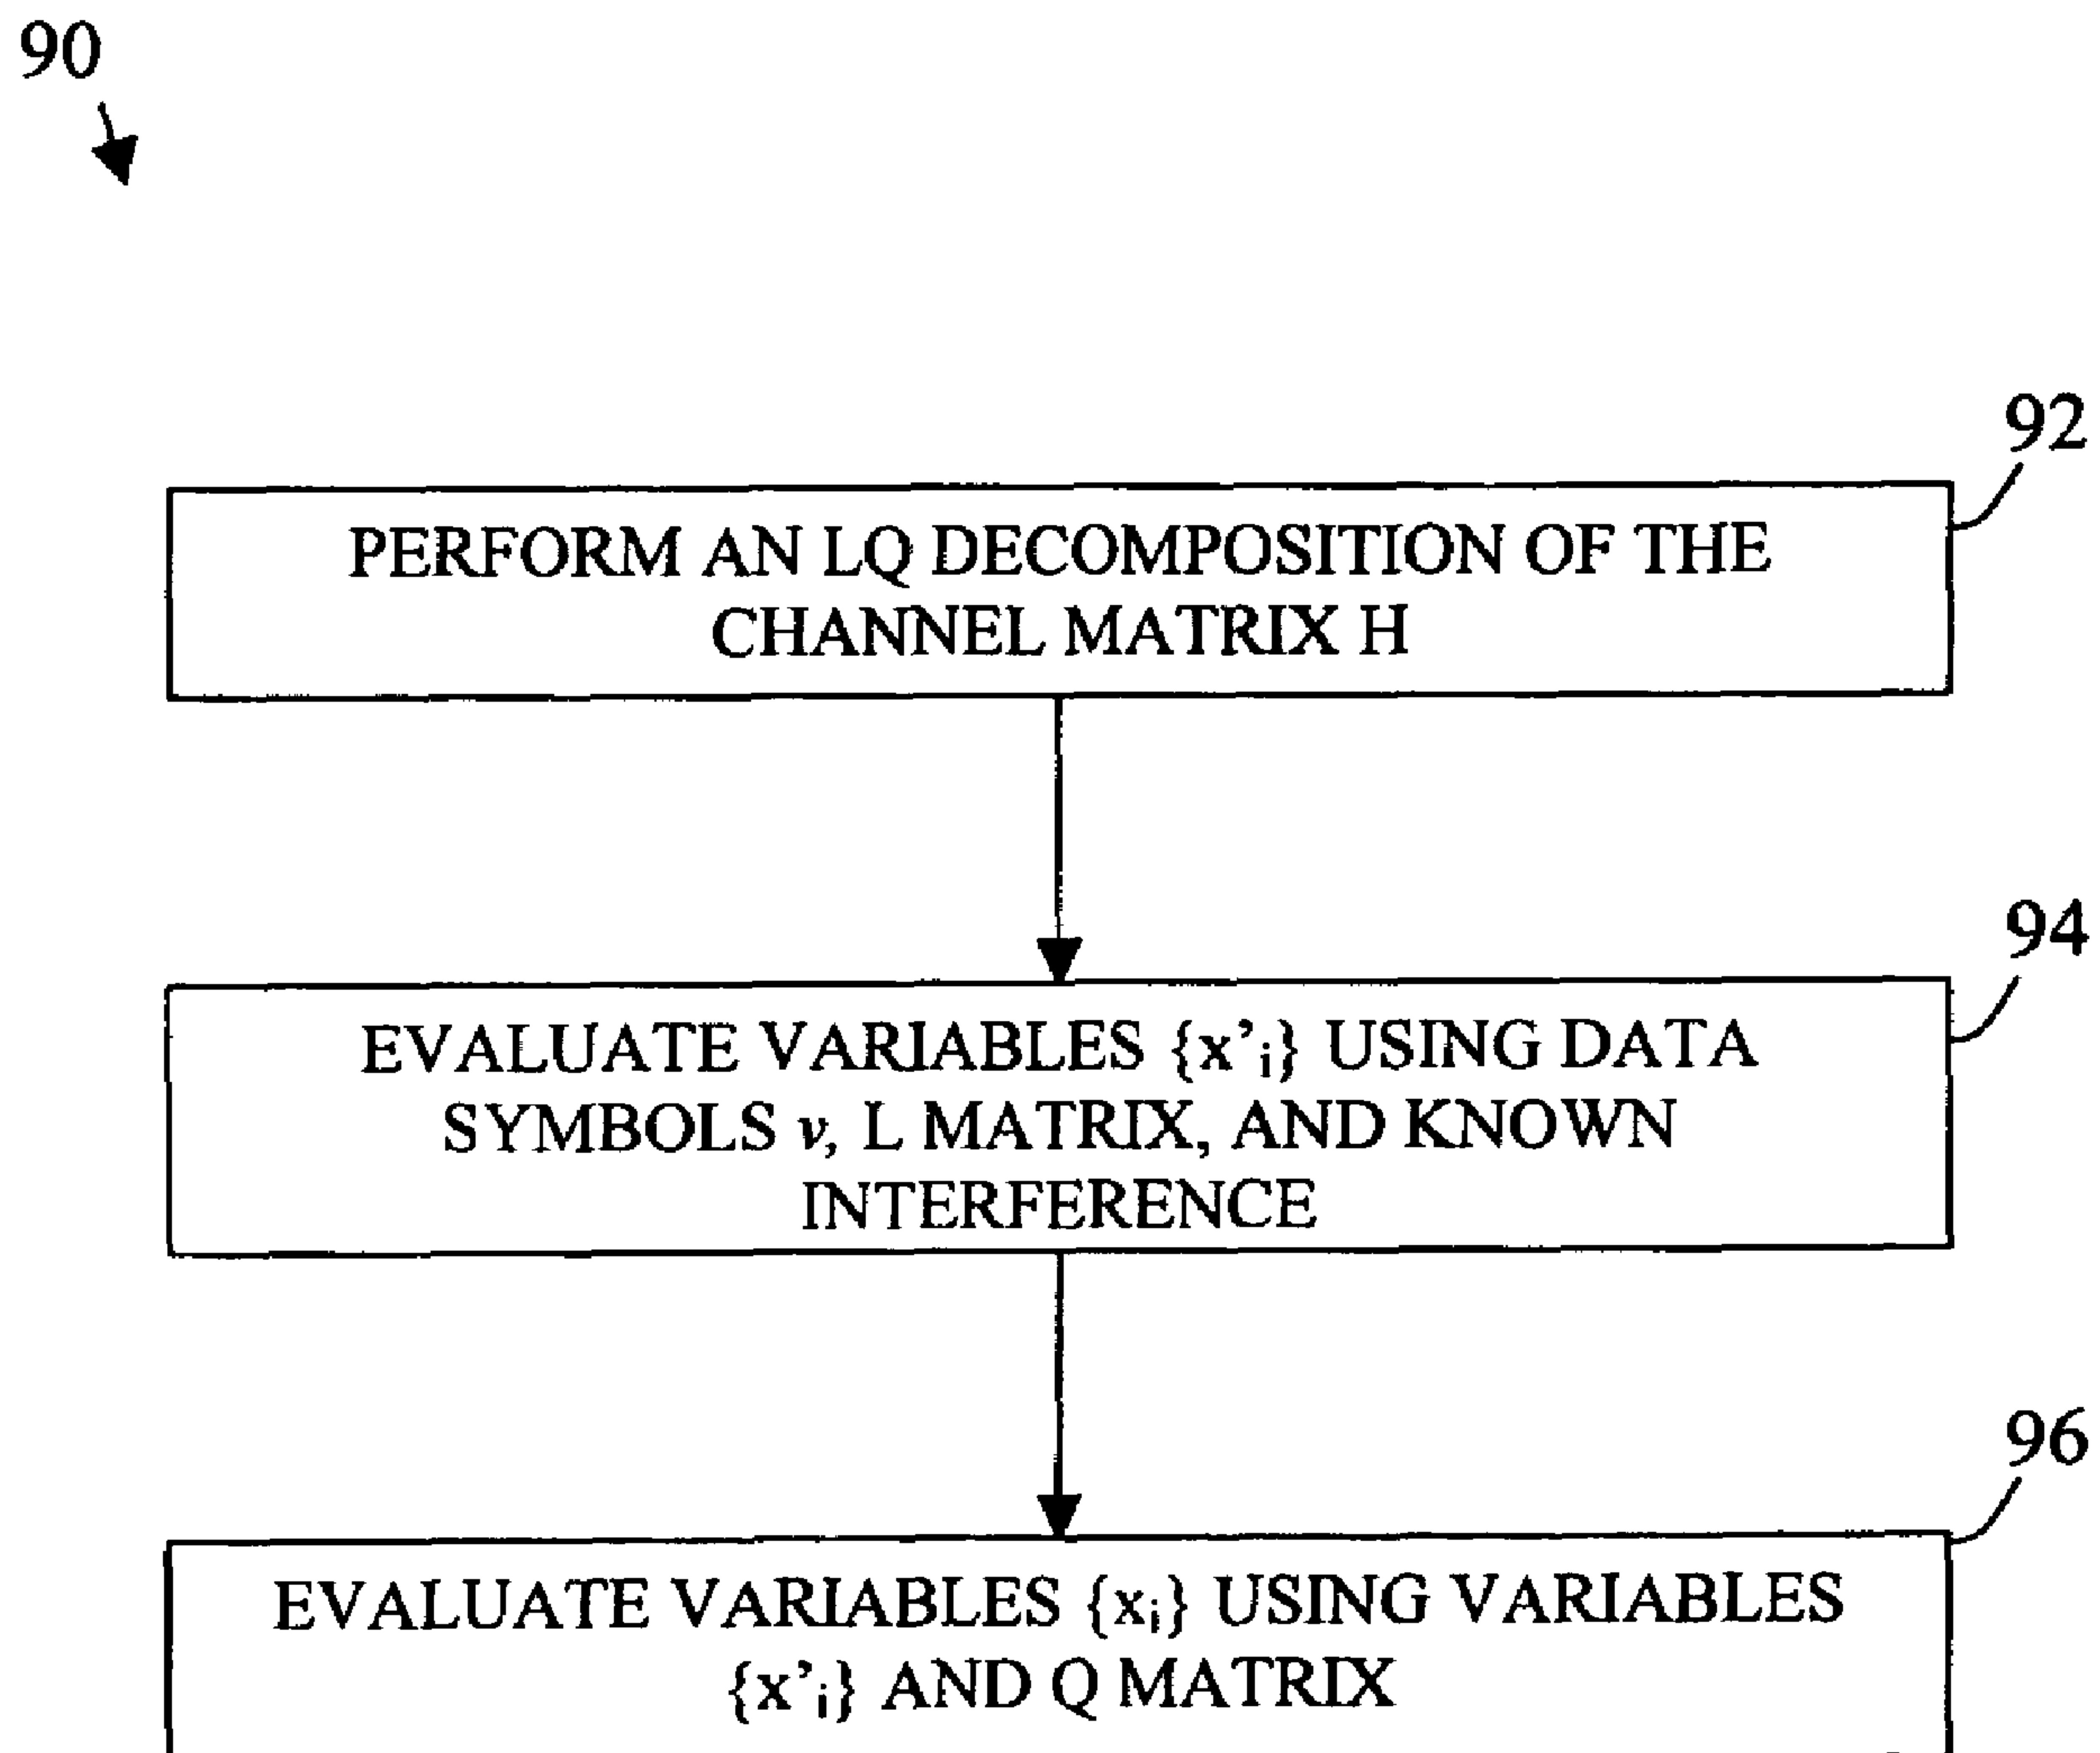 90
92
PERFORM AN LQ DECOMPOSITION OF THE
CHANNEL MATRIX H
94
EVALUATE VARIABLES {x’i} USING DATA
SYMBOLS v, L MATRIX, AND KNOWN
INTERFERENCE
96
EVALUATE VARIABLES {xi} USING VARIABLES
{x’i} AND Q MATRIX